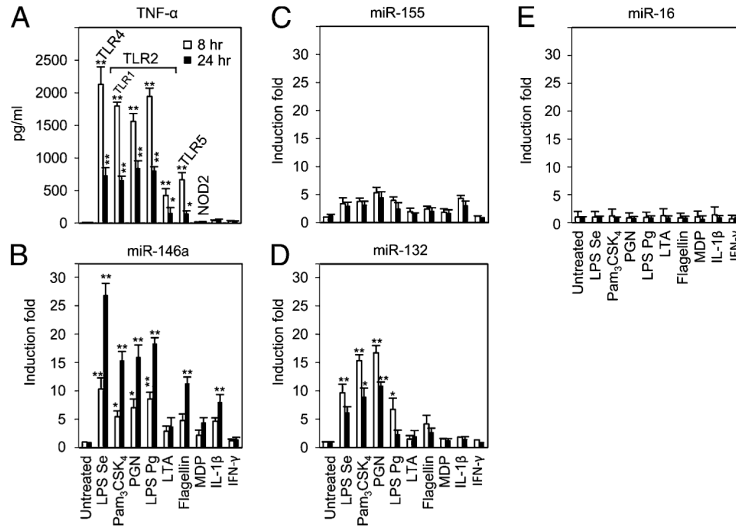 A
TNF-α
pg/ml
2500
2000
1500
1000
500
0
TLR4
TLR2
TLR1
TLR5
NOD2
8 hr
24 hr
** ** ** ** ** ** ** ** * ** *
C
miR-155
Induction fold
30
25
20
15
10
5
0
E
miR-16
Induction fold
30
25
20
15
10
5
0
Untreated
LPS Se
Pam₃CSK₄
PGN
LPS Pg
LTA
Flagellin
MDP
IL-1β
IFN-γ
B
miR-146a
Induction fold
30
25
20
15
10
5
0
** ** * ** * ** ** ** ** **
Untreated
LPS Se
Pam₃CSK₄
PGN
LPS Pg
LTA
Flagellin
MDP
IL-1β
IFN-γ
D
miR-132
Induction fold
30
25
20
15
10
5
0
** ** * ** ** *
Untreated
LPS Se
Pam₃CSK₄
PGN
LPS Pg
LTA
Flagellin
MDP
IL-1β
IFN-γ